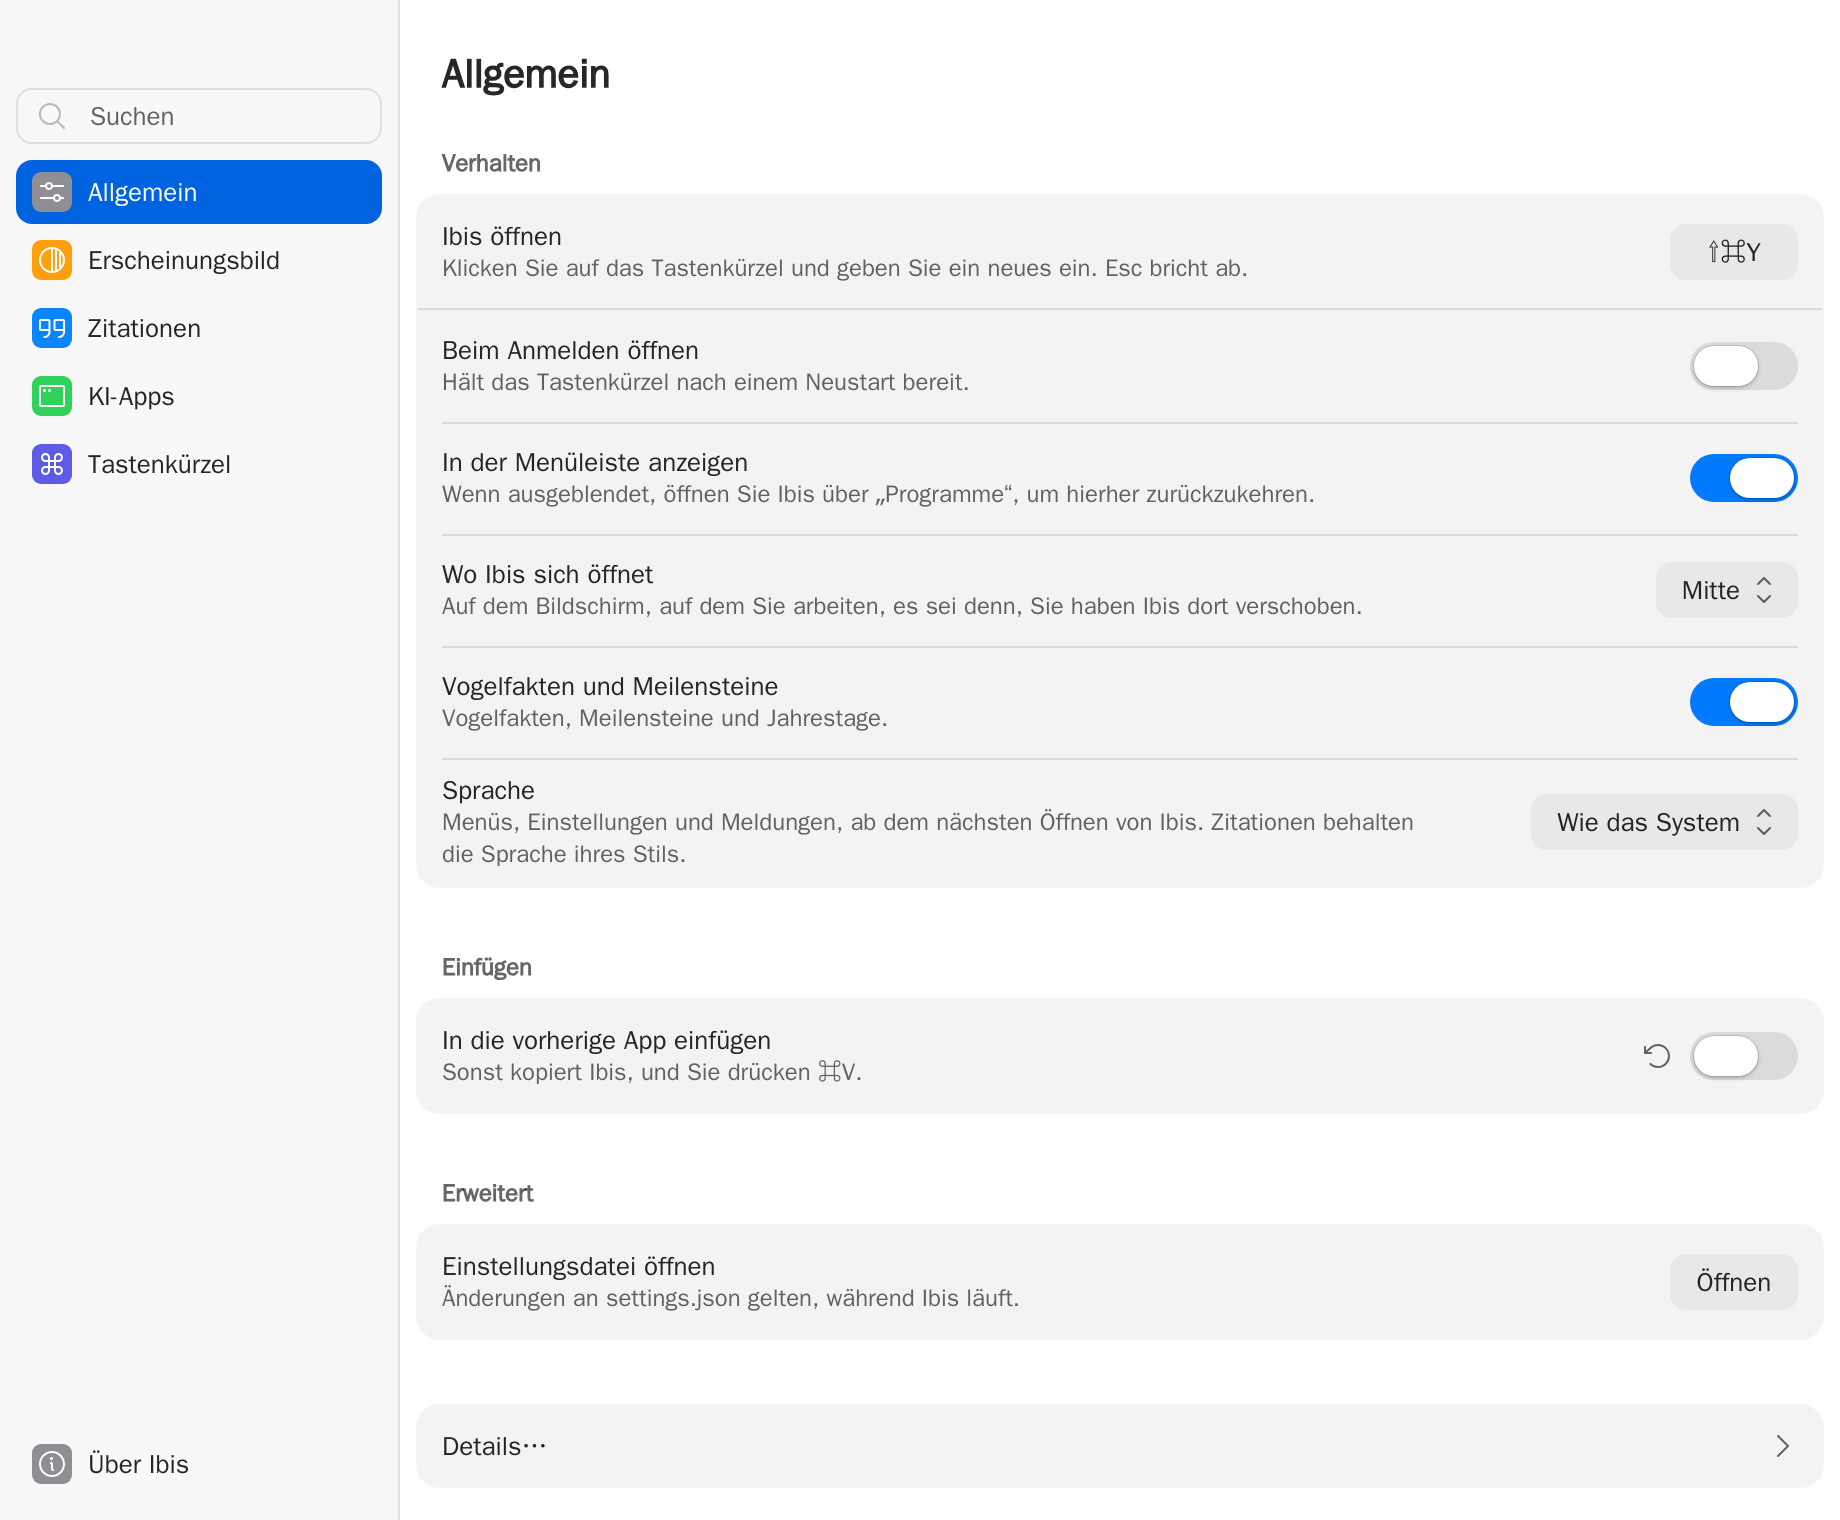 Suchen
Allgemein
Erscheinungsbild
Zitationen
KI-Apps
Tastenkürzel
Über Ibis
Allgemein
Verhalten
Ibis öffnen
Klicken Sie auf das Tastenkürzel und geben Sie ein neues ein. Esc bricht ab.
⇧⌘Y
Beim Anmelden öffnen
Hält das Tastenkürzel nach einem Neustart bereit.
In der Menüleiste anzeigen
Wenn ausgeblendet, öffnen Sie Ibis über „Programme“, um hierher zurückzukehren.
Wo Ibis sich öffnet
Auf dem Bildschirm, auf dem Sie arbeiten, es sei denn, Sie haben Ibis dort verschoben.
Mitte
Vogelfakten und Meilensteine
Vogelfakten, Meilensteine und Jahrestage.
Sprache
Menüs, Einstellungen und Meldungen, ab dem nächsten Öffnen von Ibis. Zitationen behalten
die Sprache ihres Stils.
Wie das System
Einfügen
In die vorherige App einfügen
Sonst kopiert Ibis, und Sie drücken ⌘V.
Erweitert
Einstellungsdatei öffnen
Änderungen an settings.json gelten, während Ibis läuft.
Öffnen
Details…